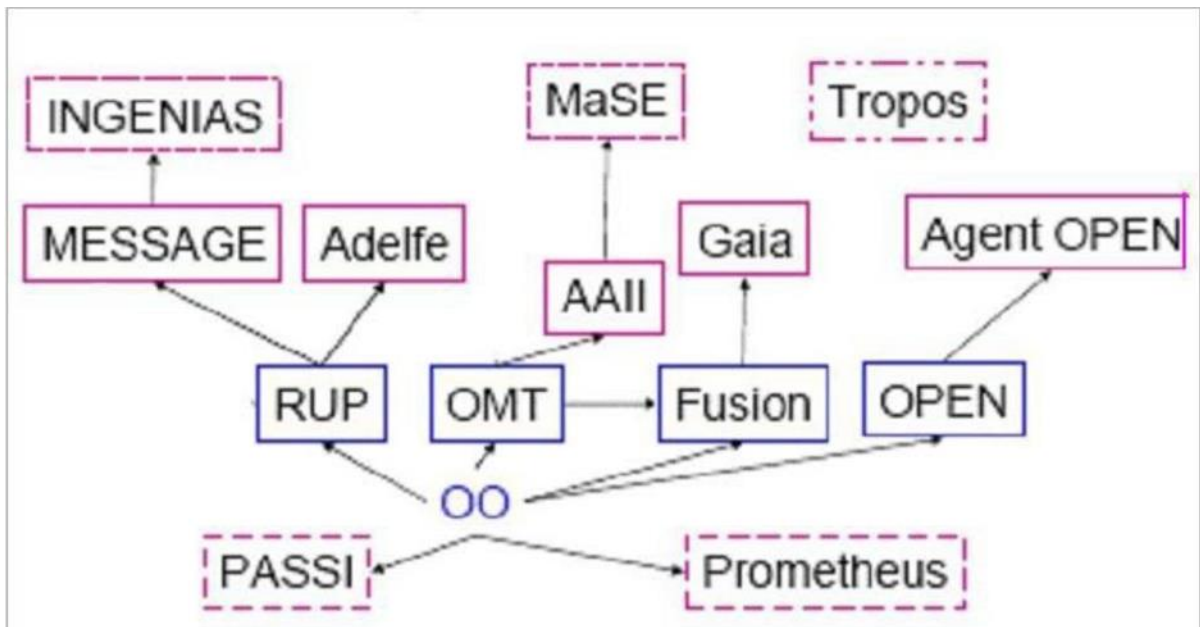 INGENIAS
MaSE
Tropos
MESSAGE
Adelfe
Gaia
Agent OPEN
AAII
RUP
OMT
Fusion
OPEN
OO
PASSI
Prometheus